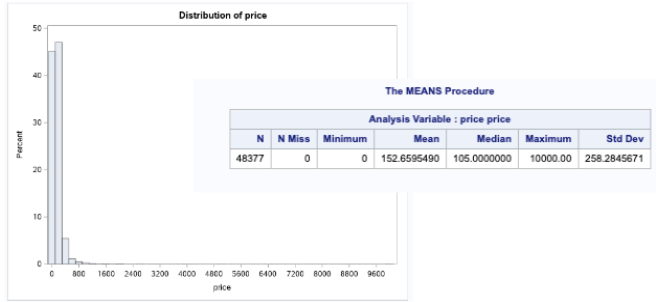 Distribution of price
50
40
30
20
10
0
Percent
0 800 1600 2400 3200 4000 4800 5600 6400 7200 8000 8800 9600
price
The MEANS Procedure
Analysis Variable : price price
N N Miss Minimum Mean Median Maximum Std Dev
48377 0 0 152.6595490 105.0000000 10000.00 258.2845671